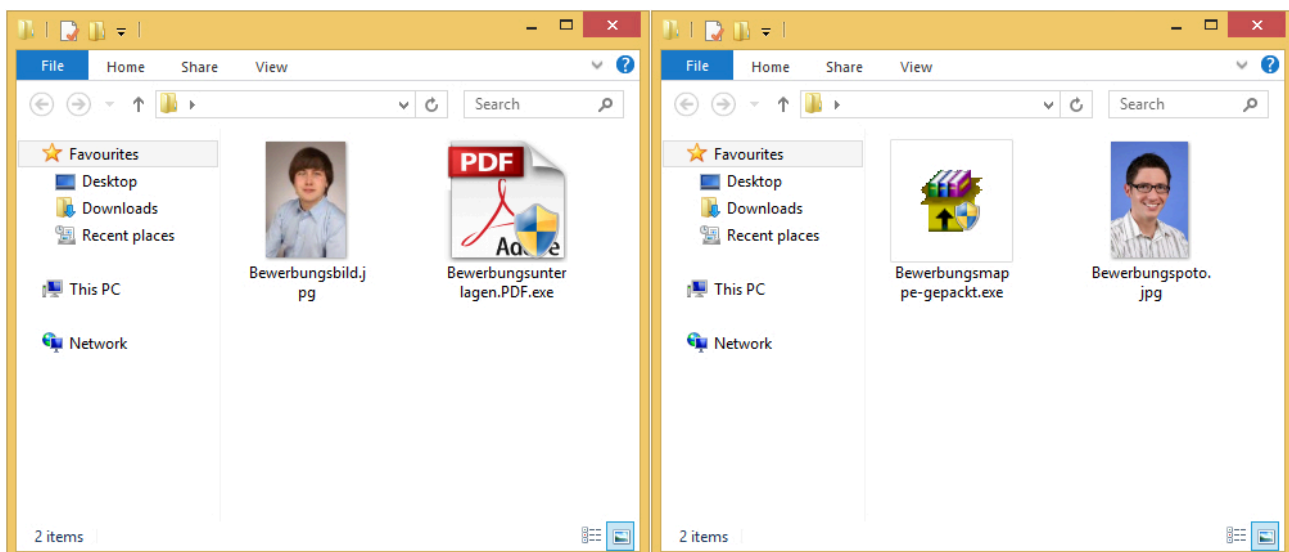 File Home Share View
Search
Favourites
Desktop
Downloads
Recent places
This PC
Network
PDF
Adobe
Bewerbungsbild.j
pg
Bewerbungsunter
lagen.PDF.exe
2 items
File Home Share View
Search
Favourites
Desktop
Downloads
Recent places
This PC
Network
Bewerbungsmap
pe-gepackt.exe
Bewerbungspoto.
jpg
2 items